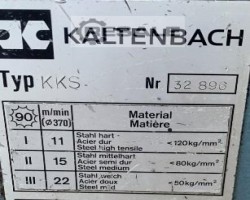 KALTENBACH
Typ KKS Nr 32 896
90 m/min (ø370) Material Matière
I 11 Stahl hart - Acier dur Steel high tensile <120kg/mm²
II 15 Stahl mittelhart Acier semi dur Steel medium <80kg/mm²
III 22 Stahl weich Acier doux Steel mild <50kg/mm²